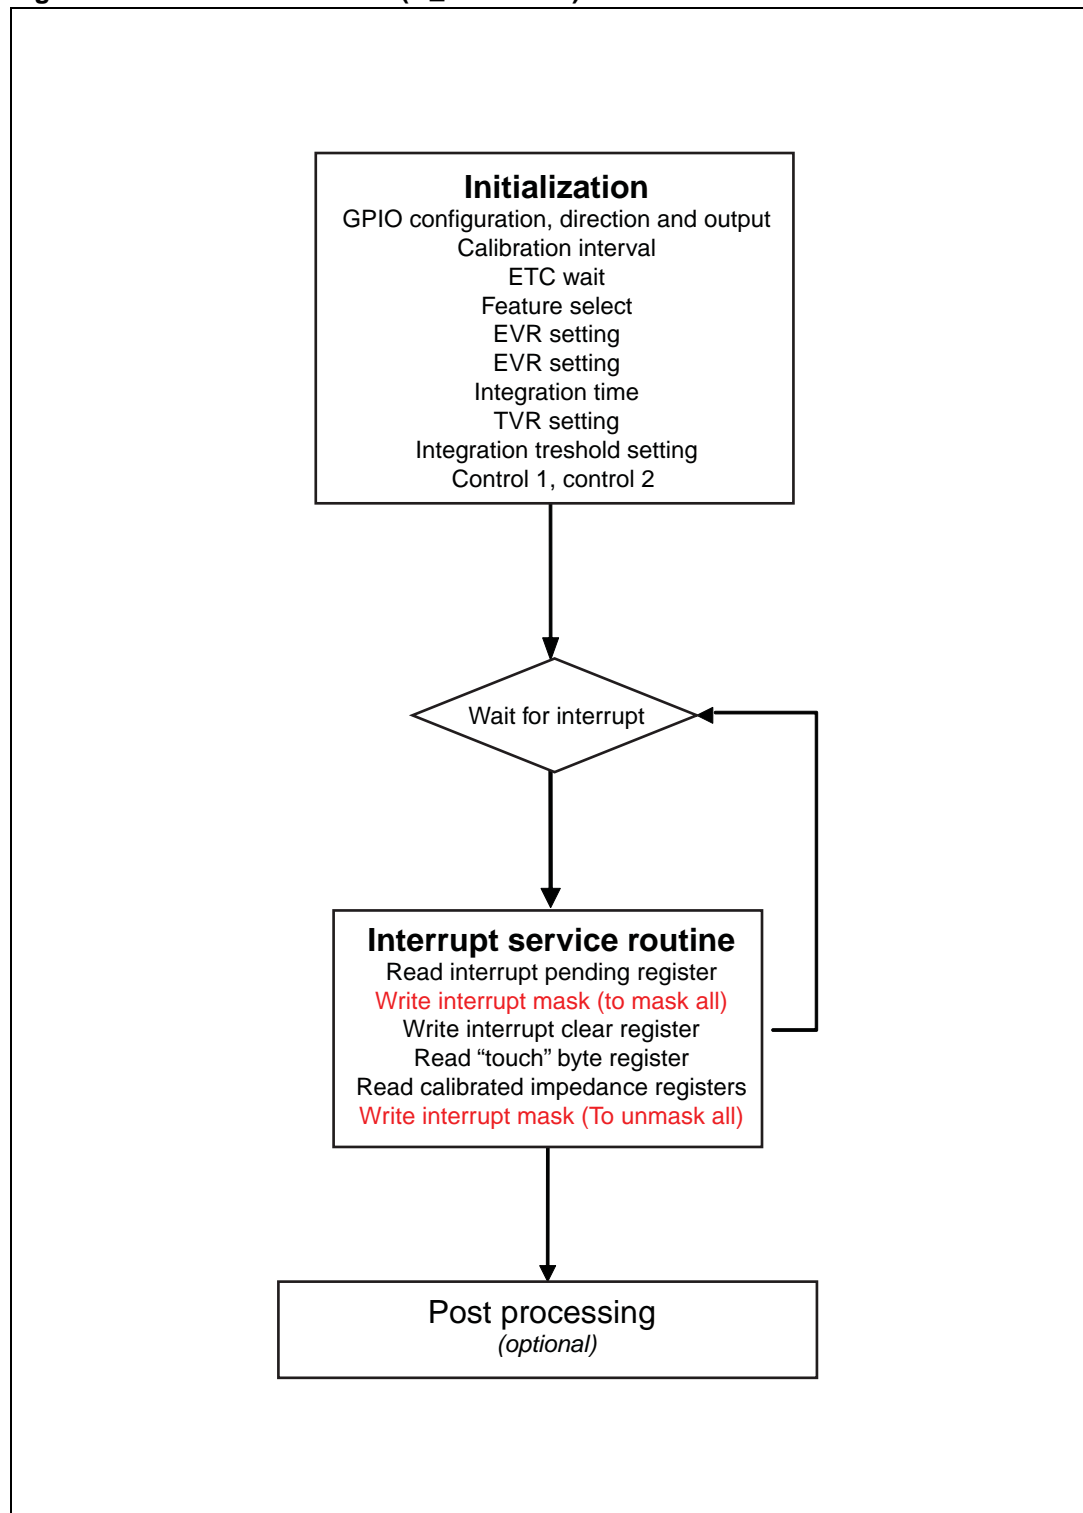 Initialization
GPIO configuration, direction and output
Calibration interval
ETC wait
Feature select
EVR setting
EVR setting
Integration time
TVR setting
Integration treshold setting
Control 1, control 2
Wait for interrupt
Interrupt service routine
Read interrupt pending register
Write interrupt mask (to mask all)
Write interrupt clear register
Read “touch” byte register
Read calibrated impedance registers
Write interrupt mask (To unmask all)
Post processing
(optional)